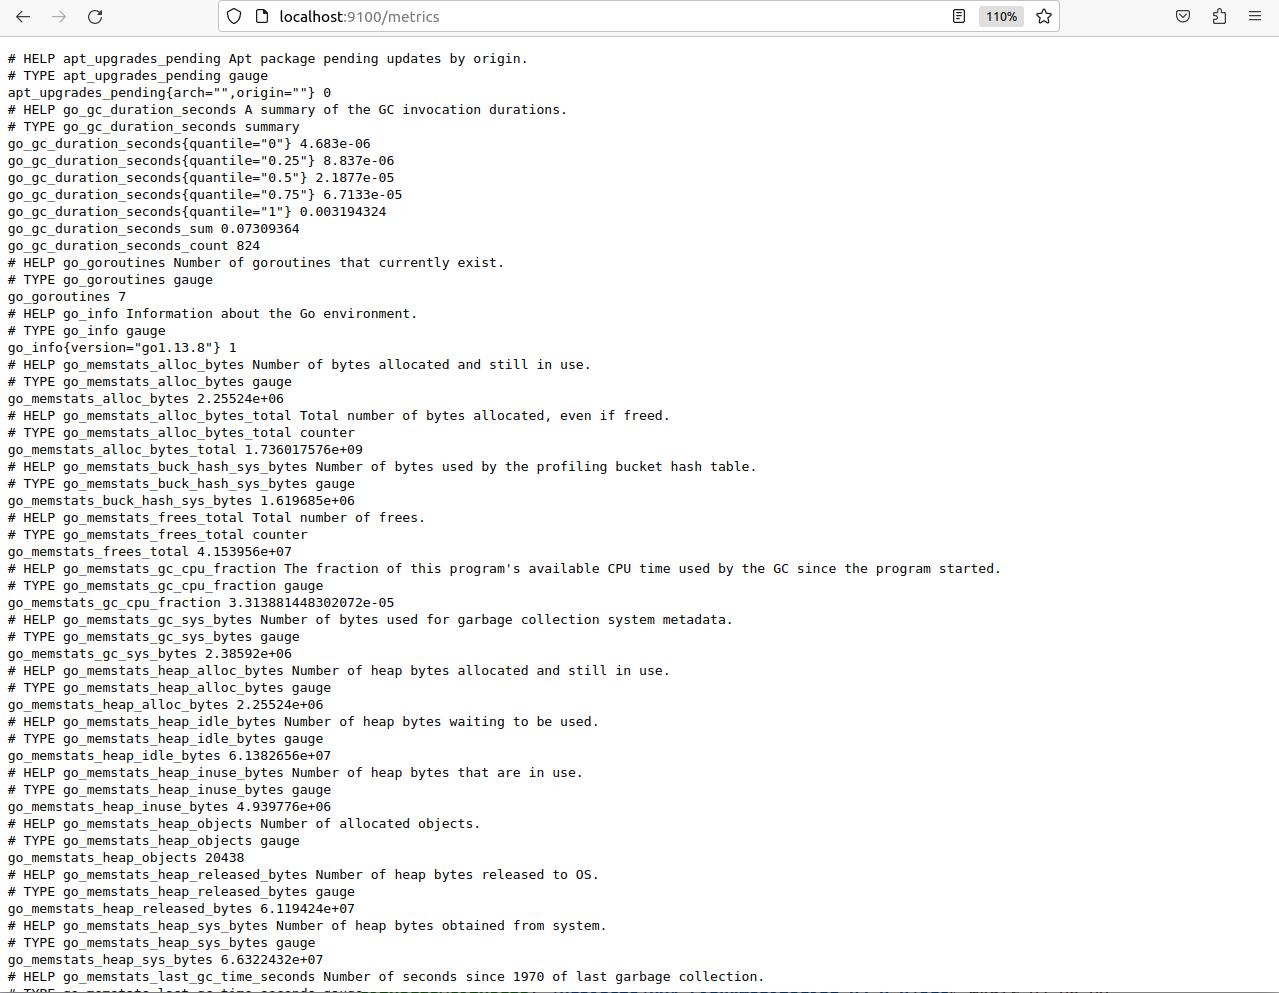 localhost:9100/metrics
110%
# HELP apt_upgrades_pending Apt package pending updates by origin.
# TYPE apt_upgrades_pending gauge
apt_upgrades_pending{arch="",origin=""} 0
# HELP go_gc_duration_seconds A summary of the GC invocation durations.
# TYPE go_gc_duration_seconds summary
go_gc_duration_seconds{quantile="0"} 4.683e-06
go_gc_duration_seconds{quantile="0.25"} 8.837e-06
go_gc_duration_seconds{quantile="0.5"} 2.1877e-05
go_gc_duration_seconds{quantile="0.75"} 6.7133e-05
go_gc_duration_seconds{quantile="1"} 0.003194324
go_gc_duration_seconds_sum 0.07309364
go_gc_duration_seconds_count 824
# HELP go_goroutines Number of goroutines that currently exist.
# TYPE go_goroutines gauge
go_goroutines 7
# HELP go_info Information about the Go environment.
# TYPE go_info gauge
go_info{version="go1.13.8"} 1
# HELP go_memstats_alloc_bytes Number of bytes allocated and still in use.
# TYPE go_memstats_alloc_bytes gauge
go_memstats_alloc_bytes 2.25524e+06
# HELP go_memstats_alloc_bytes_total Total number of bytes allocated, even if freed.
# TYPE go_memstats_alloc_bytes_total counter
go_memstats_alloc_bytes_total 1.736017576e+09
# HELP go_memstats_buck_hash_sys_bytes Number of bytes used by the profiling bucket hash table.
# TYPE go_memstats_buck_hash_sys_bytes gauge
go_memstats_buck_hash_sys_bytes 1.619685e+06
# HELP go_memstats_frees_total Total number of frees.
# TYPE go_memstats_frees_total counter
go_memstats_frees_total 4.153956e+07
# HELP go_memstats_gc_cpu_fraction The fraction of this program's available CPU time used by the GC since the program started.
# TYPE go_memstats_gc_cpu_fraction gauge
go_memstats_gc_cpu_fraction 3.313881448302072e-05
# HELP go_memstats_gc_sys_bytes Number of bytes used for garbage collection system metadata.
# TYPE go_memstats_gc_sys_bytes gauge
go_memstats_gc_sys_bytes 2.38592e+06
# HELP go_memstats_heap_alloc_bytes Number of heap bytes allocated and still in use.
# TYPE go_memstats_heap_alloc_bytes gauge
go_memstats_heap_alloc_bytes 2.25524e+06
# HELP go_memstats_heap_idle_bytes Number of heap bytes waiting to be used.
# TYPE go_memstats_heap_idle_bytes gauge
go_memstats_heap_idle_bytes 6.1382656e+07
# HELP go_memstats_heap_inuse_bytes Number of heap bytes that are in use.
# TYPE go_memstats_heap_inuse_bytes gauge
go_memstats_heap_inuse_bytes 4.939776e+06
# HELP go_memstats_heap_objects Number of allocated objects.
# TYPE go_memstats_heap_objects gauge
go_memstats_heap_objects 20438
# HELP go_memstats_heap_released_bytes Number of heap bytes released to OS.
# TYPE go_memstats_heap_released_bytes gauge
go_memstats_heap_released_bytes 6.119424e+07
# HELP go_memstats_heap_sys_bytes Number of heap bytes obtained from system.
# TYPE go_memstats_heap_sys_bytes gauge
go_memstats_heap_sys_bytes 6.6322432e+07
# HELP go_memstats_last_gc_time_seconds Number of seconds since 1970 of last garbage collection.